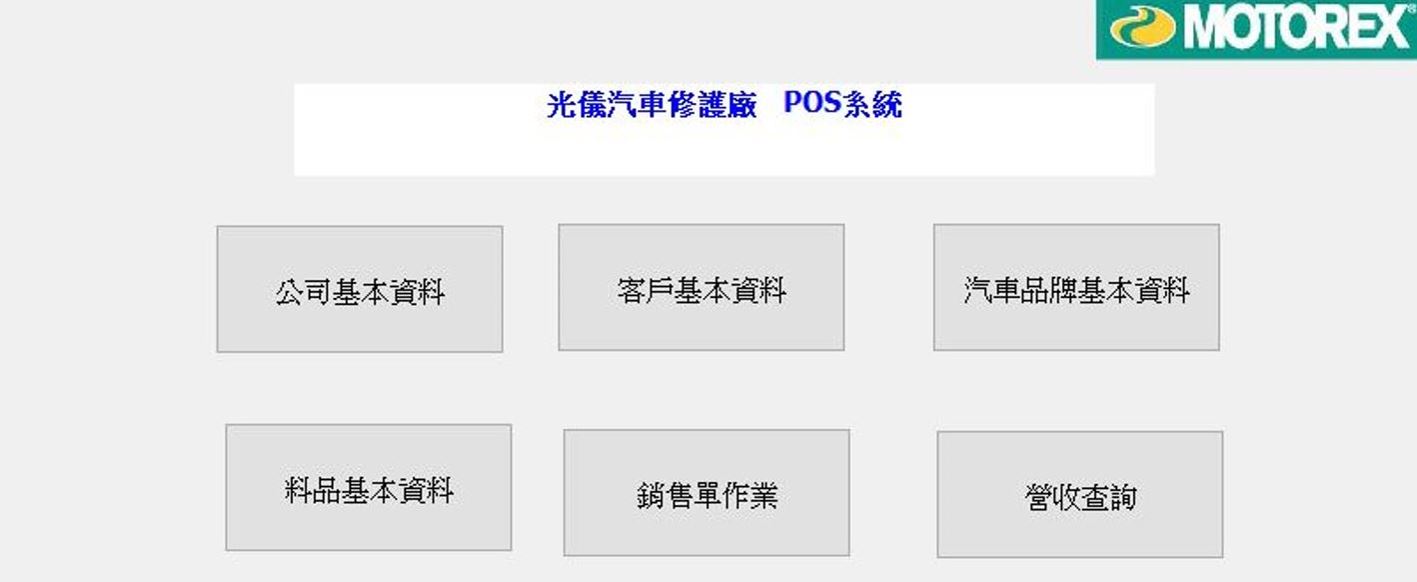 MOTOREX®
光儀汽車修護廠 POS系統
公司基本資料
客戶基本資料
汽車品牌基本資料
料品基本資料
銷售單作業
營收查詢